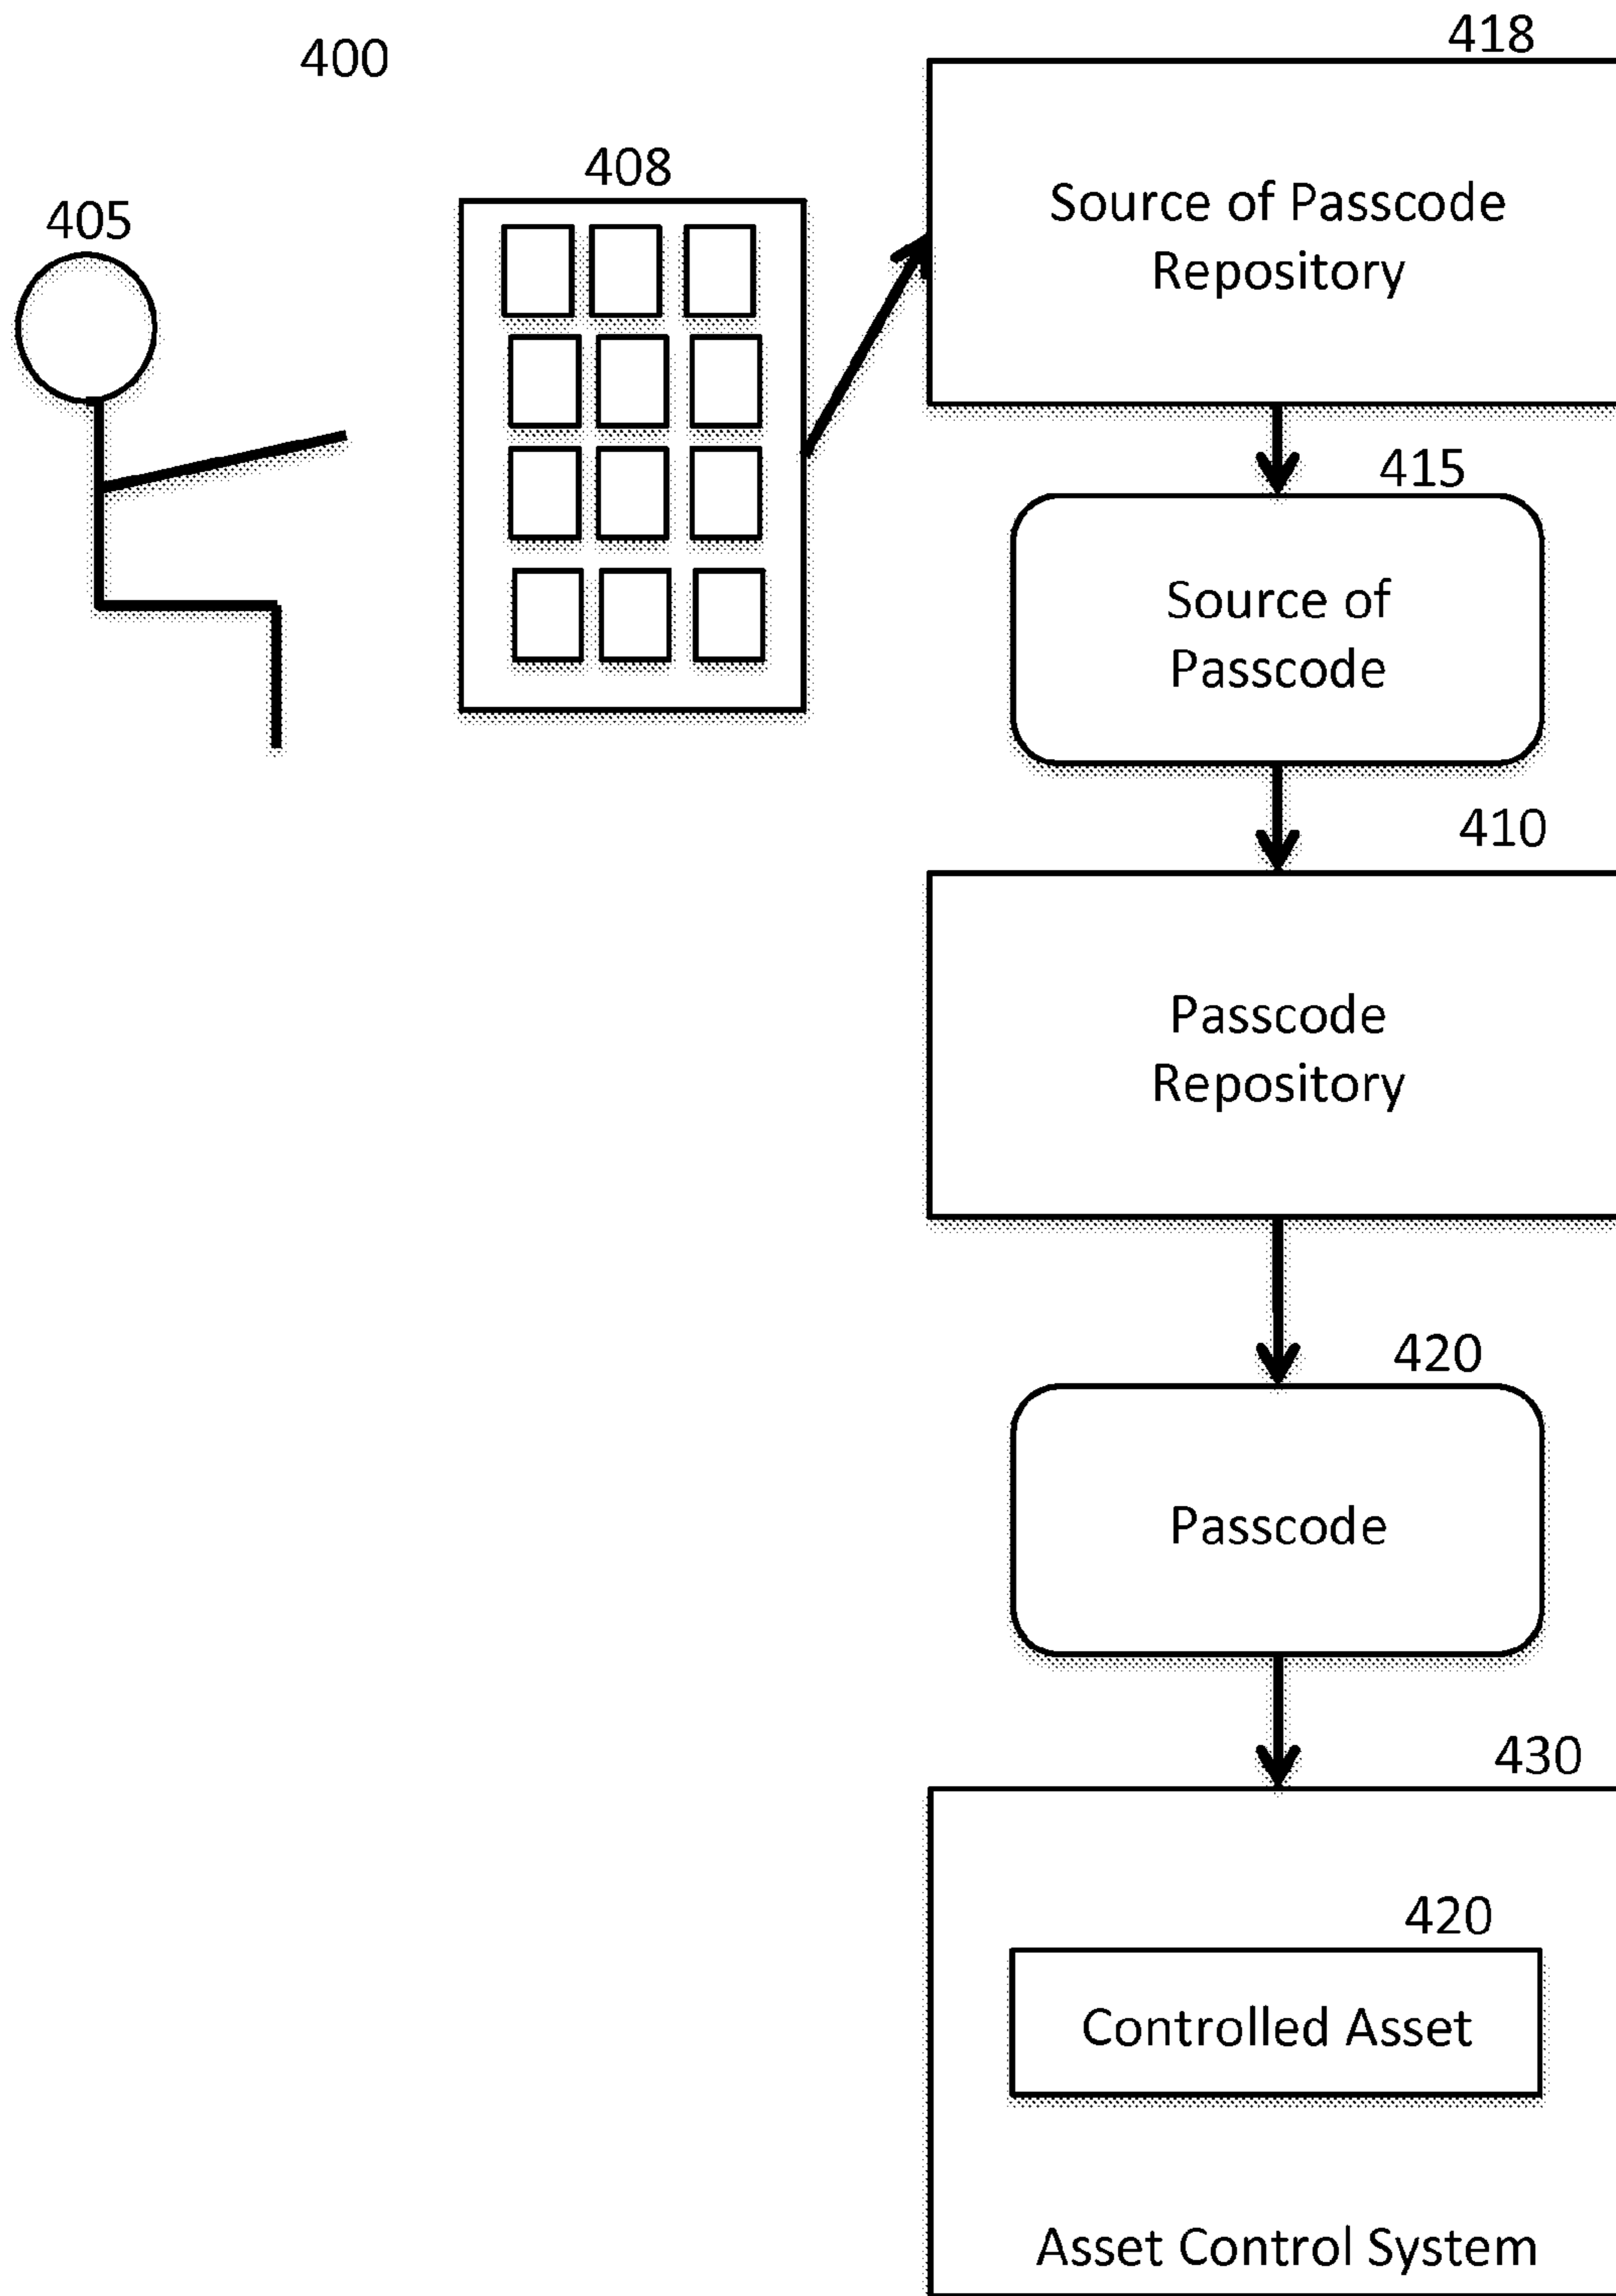 400
418
408
405
Source of Passcode
Repository
415
Source of
Passcode
410
Passcode
Repository
420
Passcode
430
420
Controlled Asset
Asset Control System